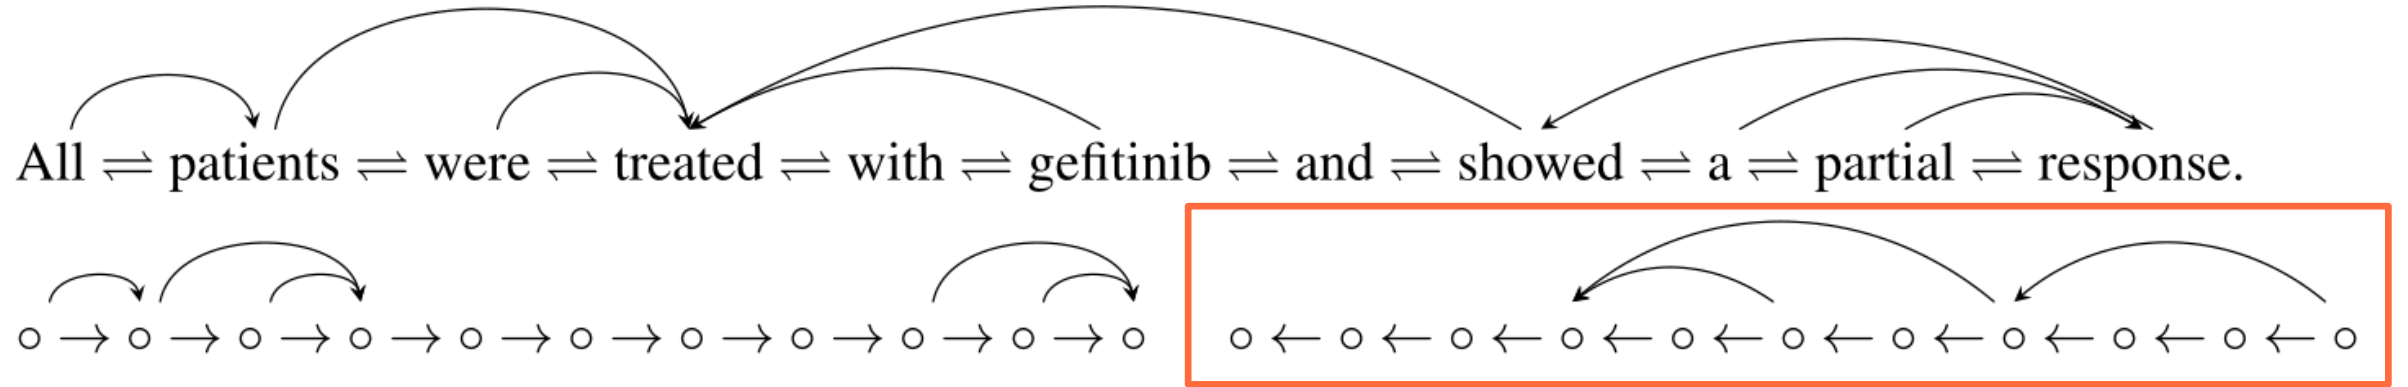 All ⇌ patients ⇌ were ⇌ treated ⇌ with ⇌ gefitinib ⇌ and ⇌ showed ⇌ a ⇌ partial ⇌ response.